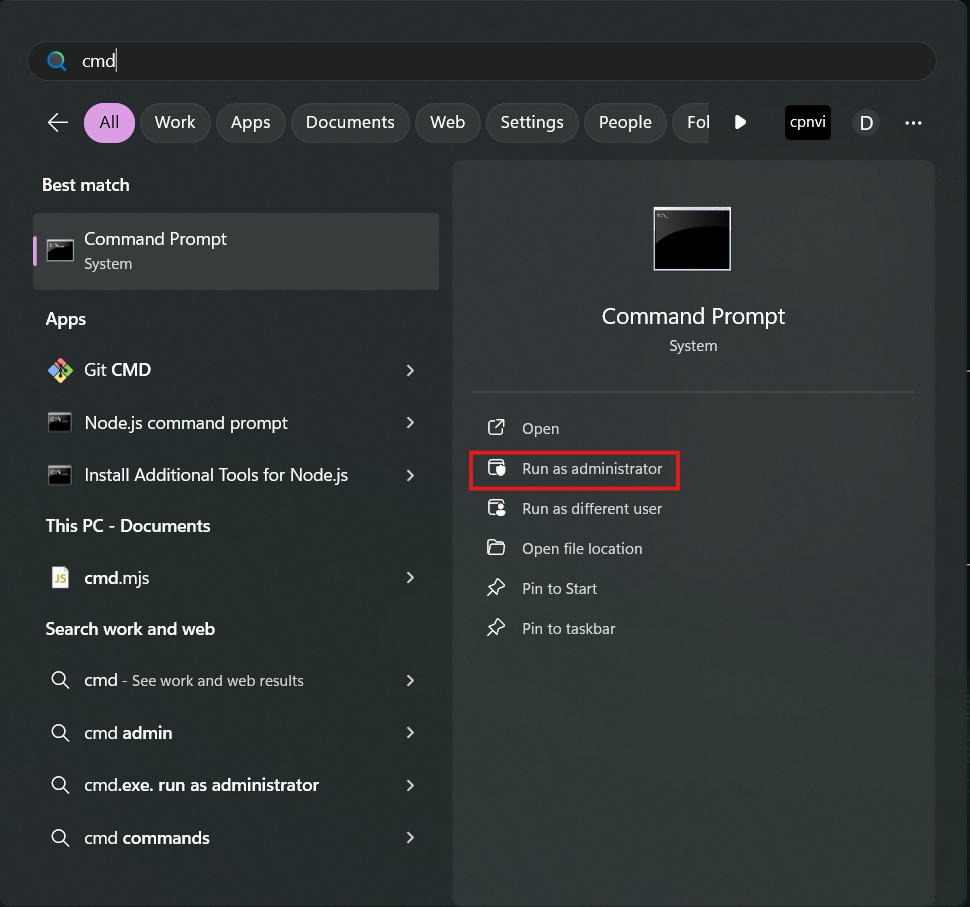 cmd
All
Work
Apps
Documents
Web
Settings
People
Fol
cpnvi
D
Best match
Command Prompt
System
Apps
Git CMD
Node.js command prompt
Install Additional Tools for Node.js
This PC - Documents
cmd.mjs
Search work and web
cmd - See work and web results
cmd admin
cmd.exe. run as administrator
cmd commands
Command Prompt
System
Open
Run as administrator
Run as different user
Open file location
Pin to Start
Pin to taskbar